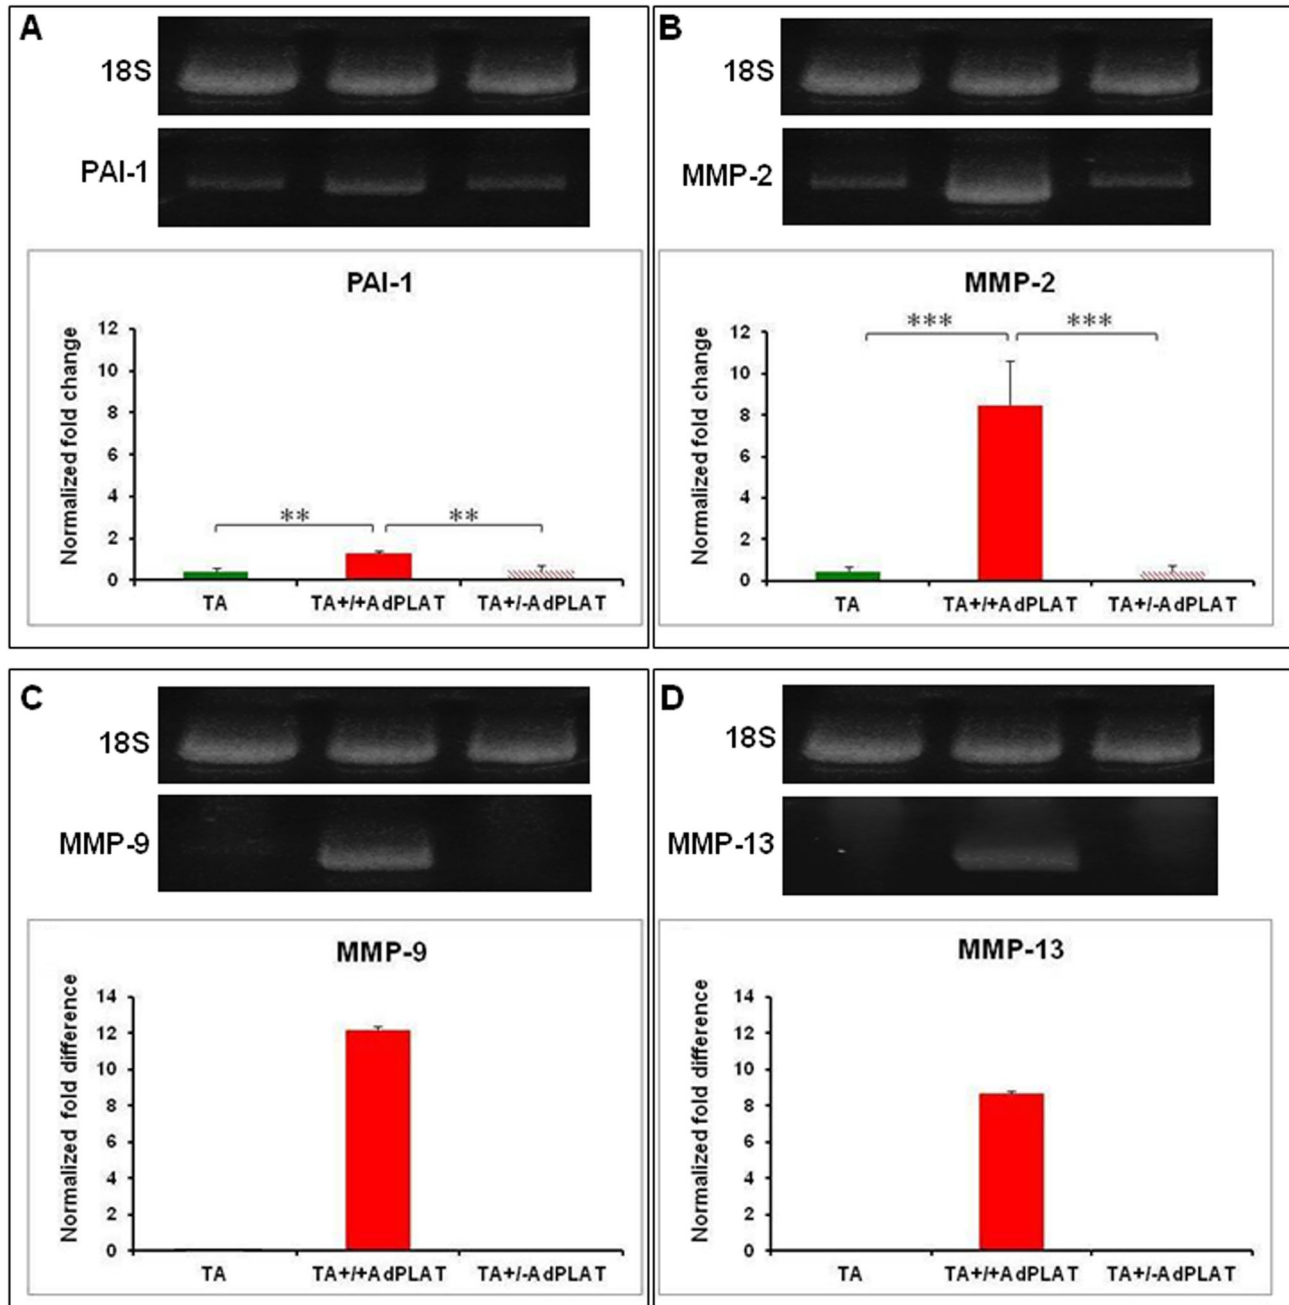 A
18S
PAI-1
PAI-1
Normalized fold change
12
10
8
6
4
2
0
** **
TA TA+/+AdPLAT TA+/-AdPLAT
B
18S
MMP-2
MMP-2
Normalized fold change
12
10
8
6
4
2
0
*** ***
TA TA+/+AdPLAT TA+/-AdPLAT
C
18S
MMP-9
MMP-9
Normalized fold difference
14
12
10
8
6
4
2
0
TA TA+/+AdPLAT TA+/-AdPLAT
D
18S
MMP-13
MMP-13
Normalized fold difference
14
12
10
8
6
4
2
0
TA TA+/+AdPLAT TA+/-AdPLAT